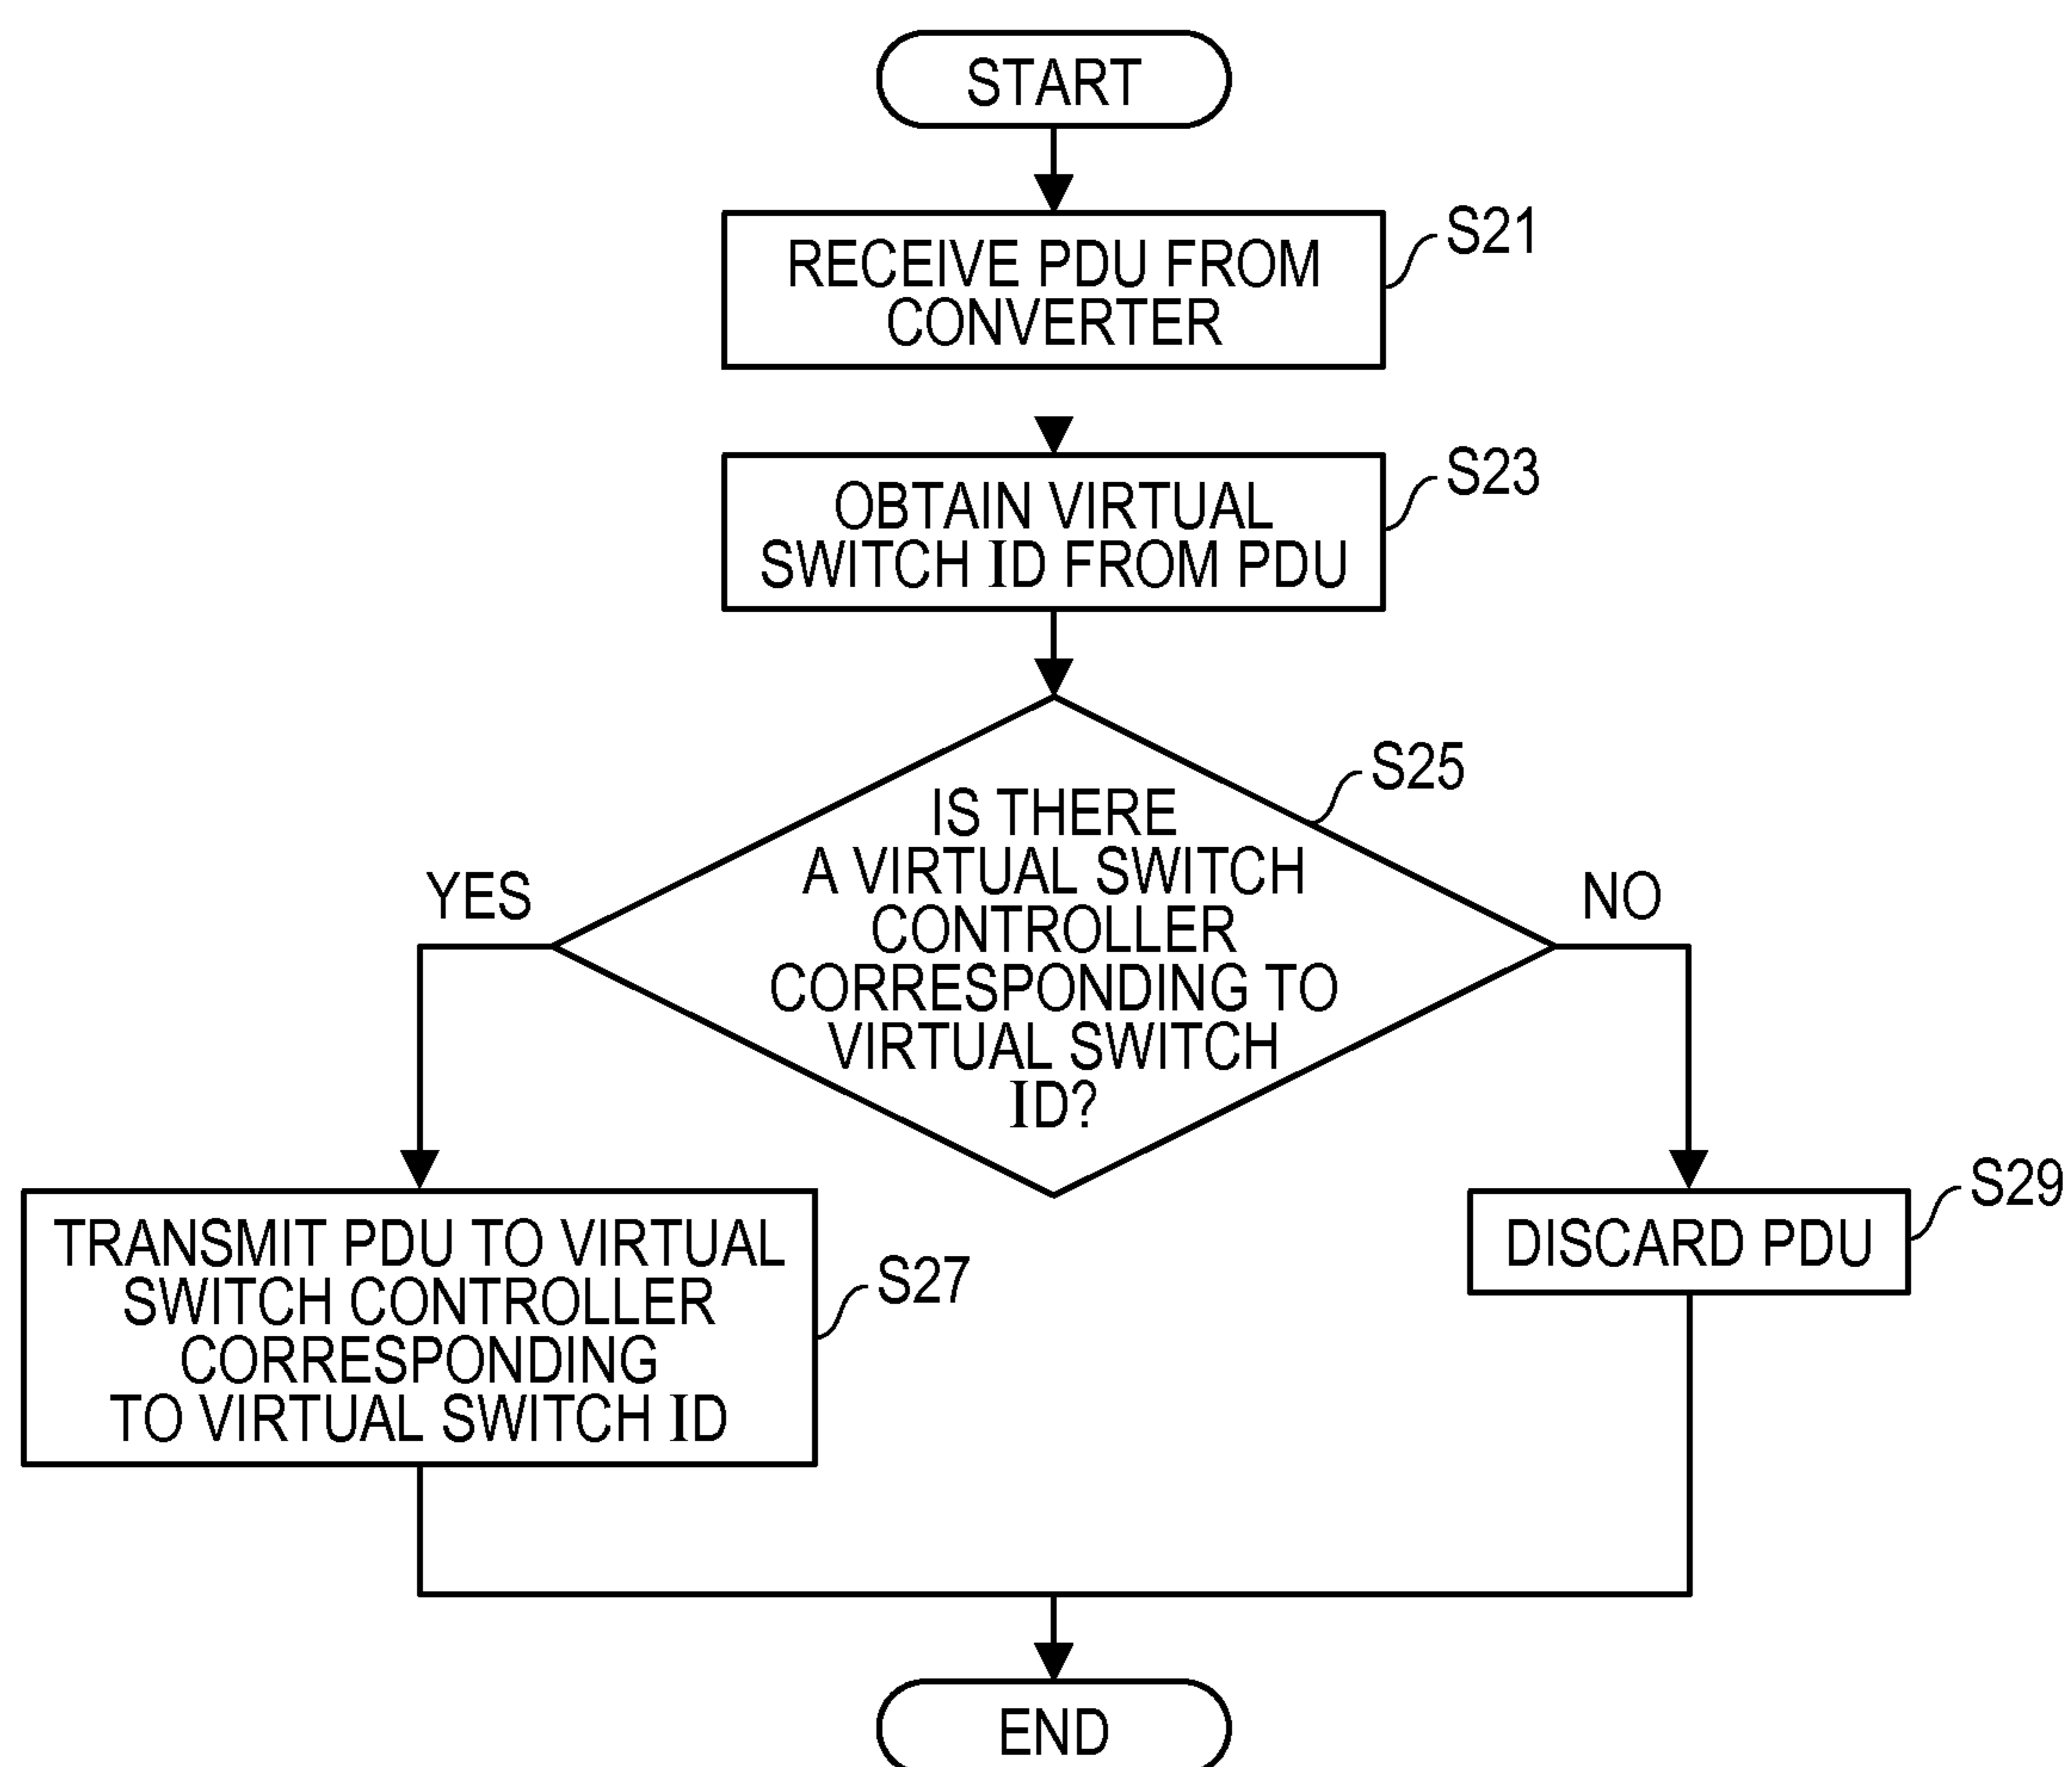 START
RECEIVE PDU FROM
CONVERTER
S21
OBTAIN VIRTUAL
SWITCH ID FROM PDU
S23
IS THERE
A VIRTUAL SWITCH
CONTROLLER
CORRESPONDING TO
VIRTUAL SWITCH
ID?
S25
YES
NO
TRANSMIT PDU TO VIRTUAL
SWITCH CONTROLLER
CORRESPONDING
TO VIRTUAL SWITCH ID
S27
DISCARD PDU
S29
END